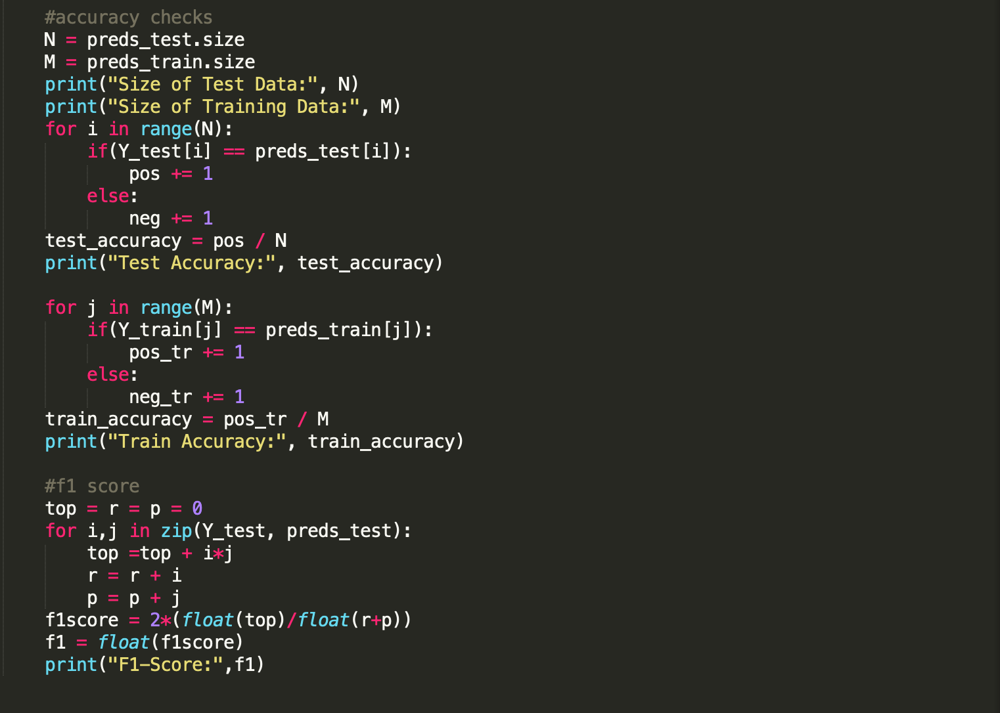 #accuracy checks
N = preds_test.size
M = preds_train.size
print("Size of Test Data:", N)
print("Size of Training Data:", M)
for i in range(N):
    if(Y_test[i] == preds_test[i]):
        pos += 1
    else:
        neg += 1
test_accuracy = pos / N
print("Test Accuracy:", test_accuracy)

for j in range(M):
    if(Y_train[j] == preds_train[j]):
        pos_tr += 1
    else:
        neg_tr += 1
train_accuracy = pos_tr / M
print("Train Accuracy:", train_accuracy)

#f1 score
top = r = p = 0
for i,j in zip(Y_test, preds_test):
    top =top + i*j
    r = r + i
    p = p + j
f1score = 2*(float(top)/float(r+p))
f1 = float(f1score)
print("F1-Score:",f1)